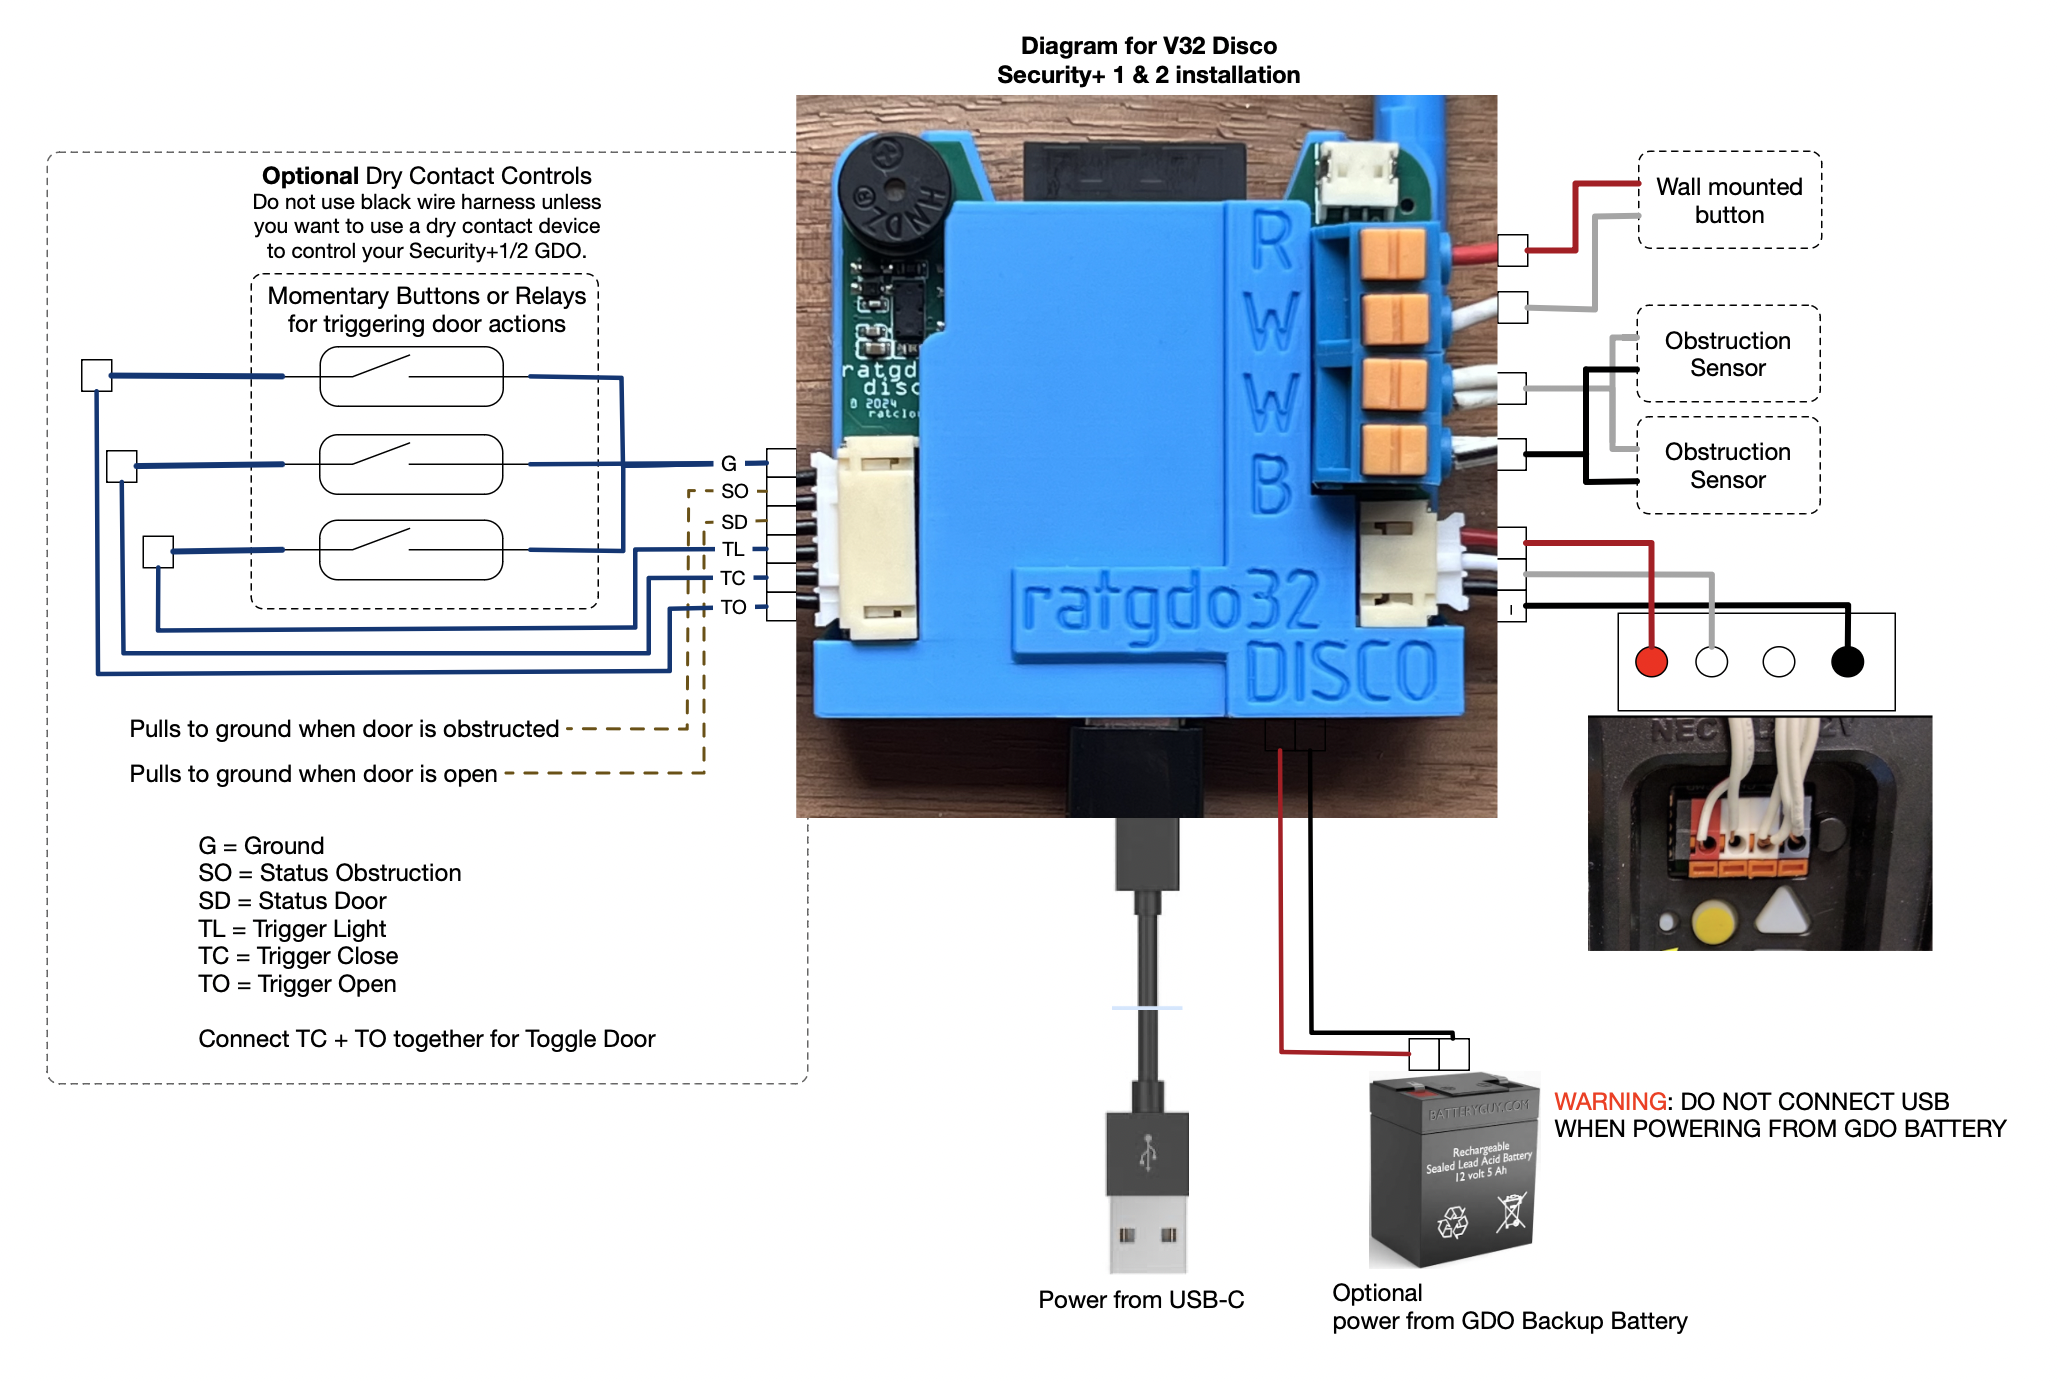 Diagram for V32 Disco
Security+ 1 & 2 installation
Optional Dry Contact Controls
Do not use black wire harness unless
you want to use a dry contact device
to control your Security+1/2 GDO.
Momentary Buttons or Relays
for triggering door actions
G
SO
SD
TL
TC
TO
Pulls to ground when door is obstructed
Pulls to ground when door is open
G = Ground
SO = Status Obstruction
SD = Status Door
TL = Trigger Light
TC = Trigger Close
TO = Trigger Open
Connect TC + TO together for Toggle Door
HW
DL®
ratgd
disc
© 2024
ratclo
R
W
W
B
ratgdo32
DISCO
Wall mounted
button
Obstruction
Sensor
Obstruction
Sensor
I
NEC
Power from USB-C
BATTERYGUY.COM
Rechargeable
Sealed Lead Acid Battery
12 volt 5 Ah
WARNING: DO NOT CONNECT USB
WHEN POWERING FROM GDO BATTERY
Optional
power from GDO Backup Battery